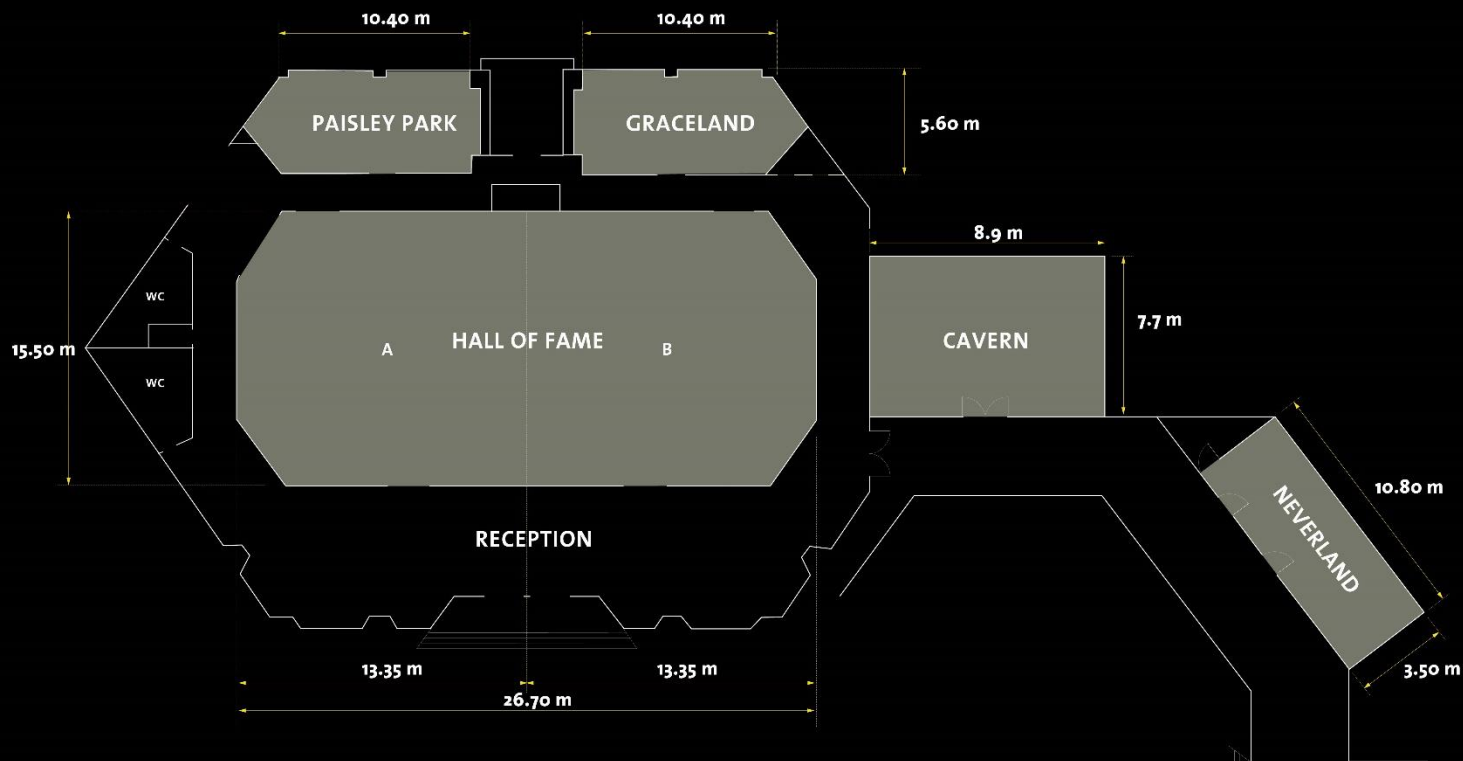 10.40 m
10.40 m
PAISLEY PARK
GRACELAND
5.60 m
8.9 m
WC
15.50 m
HALL OF FAME
A
B
CAVERN
7.7 m
WC
10.80 m
NEVERLAND
RECEPTION
3.50 m
13.35 m
13.35 m
26.70 m